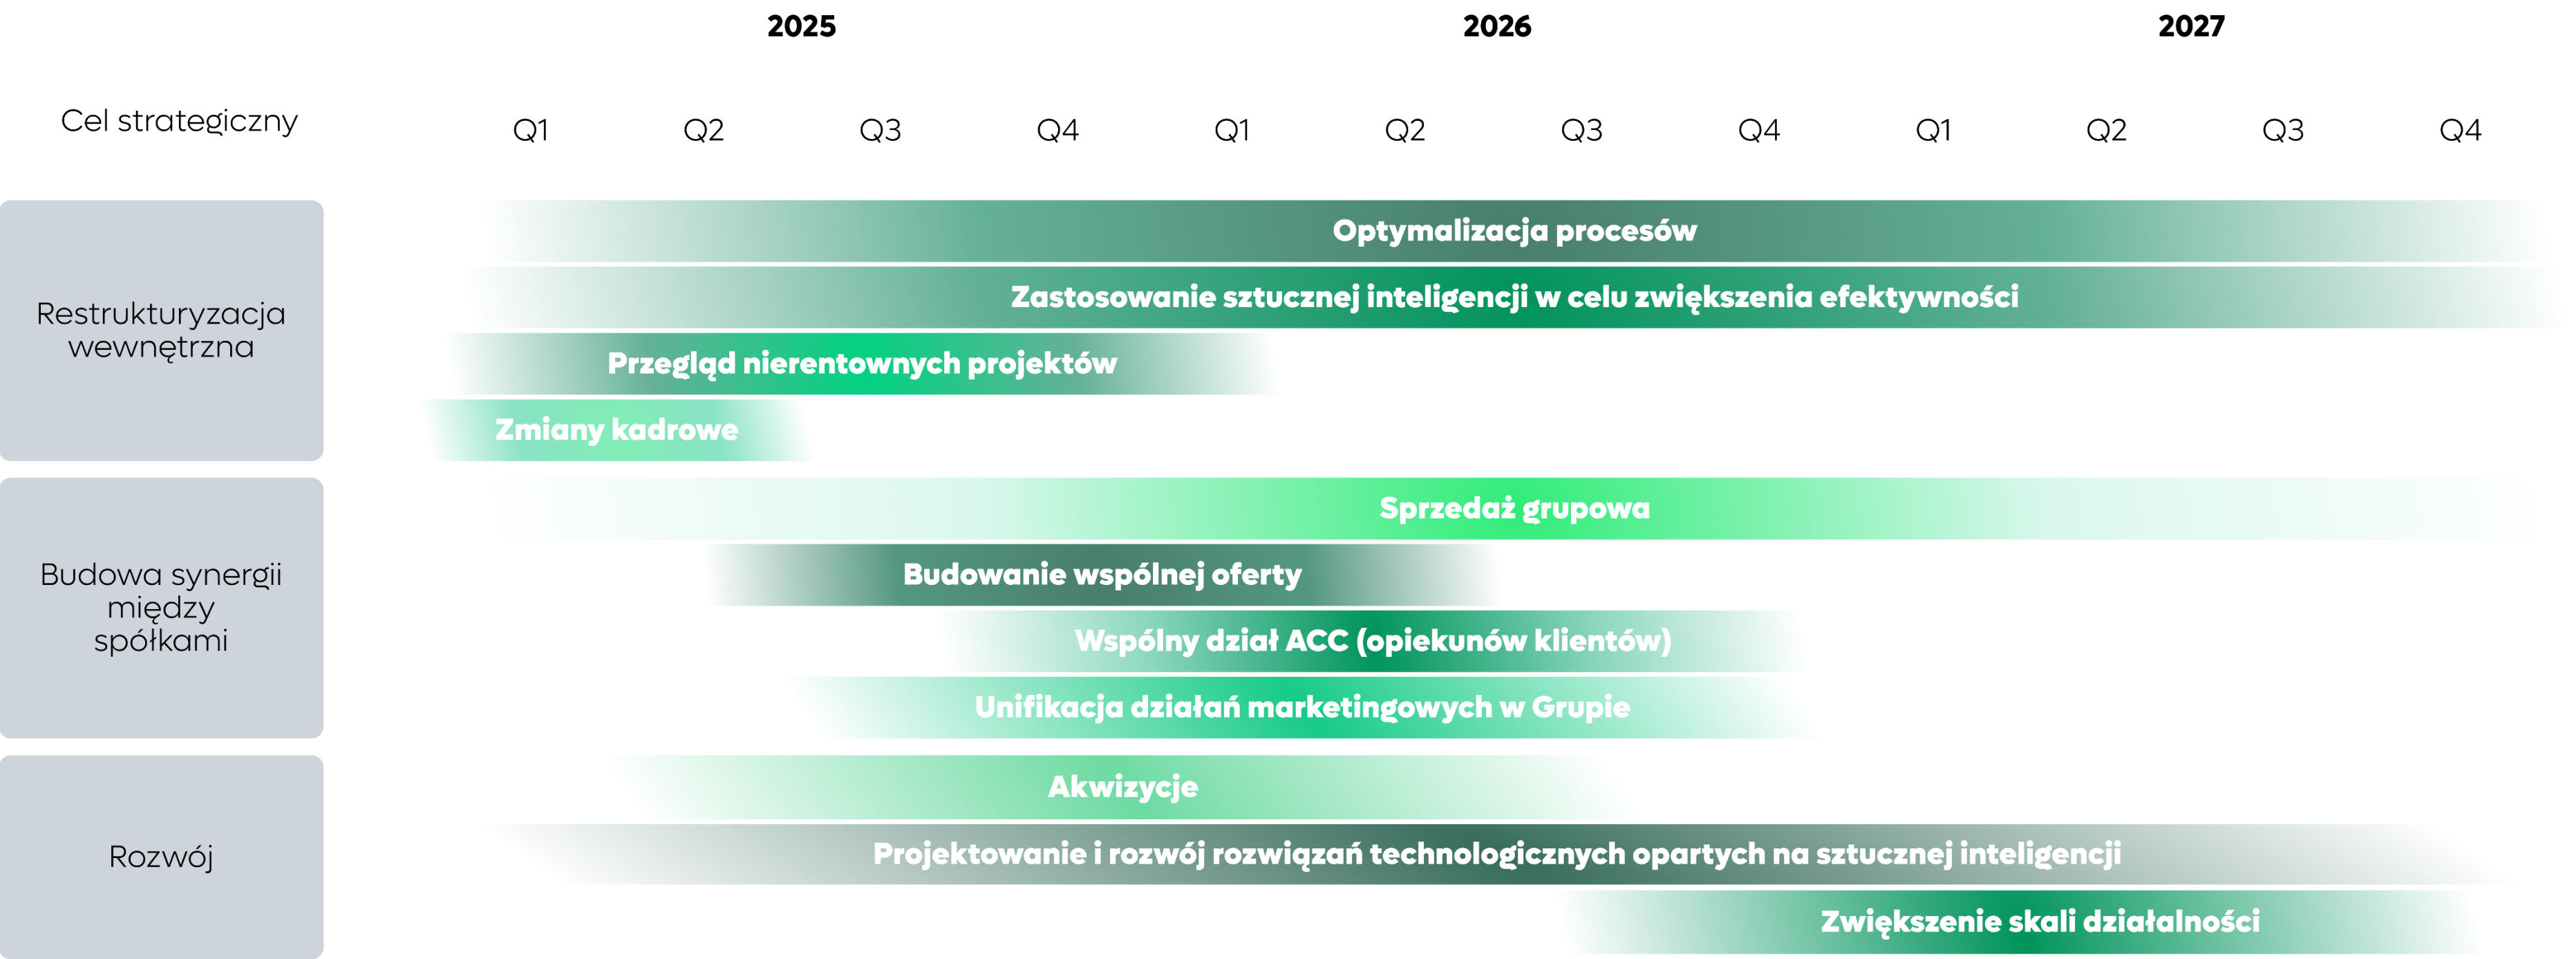 2025 2026 2027
Cel strategiczny Q1 Q2 Q3 Q4 Q1 Q2 Q3 Q4 Q1 Q2 Q3 Q4
Restrukturyzacja
wewnętrzna
Optymalizacja procesów
Zastosowanie sztucznej inteligencji w celu zwiększenia efektywności
Przegląd nierentownych projektów
Zmiany kadrowe
Budowa synergii
między
spółkami
Sprzedaż grupowa
Budowanie wspólnej oferty
Wspólny dział ACC (opiekunów klientów)
Unifikacja działań marketingowych w Grupie
Rozwój
Akwizycje
Projektowanie i rozwój rozwiązań technologicznych opartych na sztucznej inteligencji
Zwiększenie skali działalności